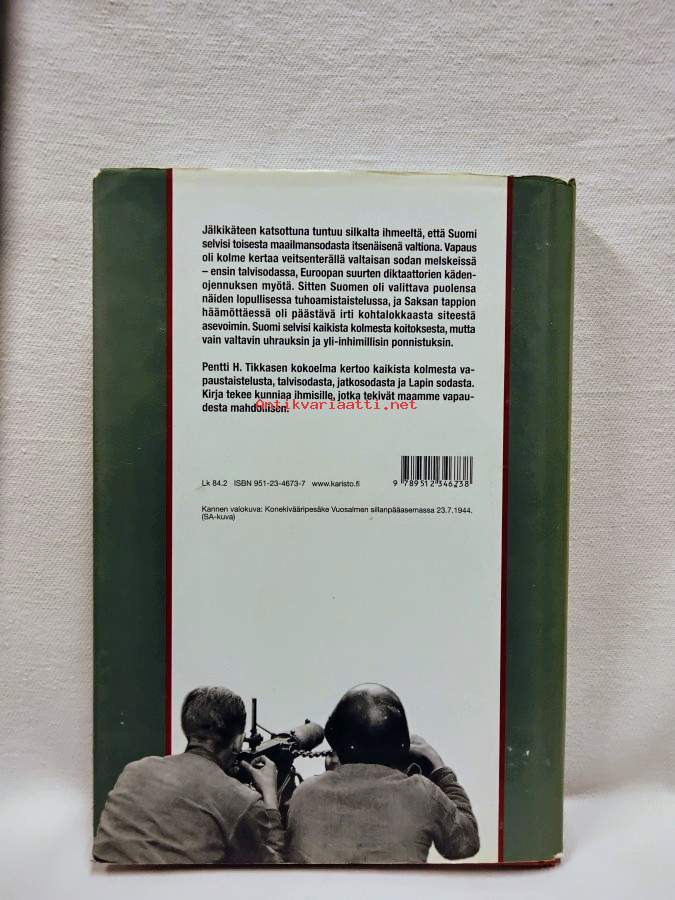 Jälkikäteen katsottuna tuntuu silkalta ihmeeltä, että Suomi
selvisi toisesta maailmansodasta itsenäisenä valtiona. Vapaus
oli kolme kertaa veitsenterällä valtaisan sodan melskeissä
– ensin talvisodassa, Euroopan suurten diktaattorien käden-
ojennuksen myötä. Sitten Suomen oli valittava puolensa
näiden lopullisessa tuhoamistaistelussa, ja Saksan tappion
häämöttäessä oli päästävä irti kohtalokkaasta siteestä
asevoimin. Suomi selvisi kaikista kolmesta koitoksesta, mutta
vain valtavin uhrauksin ja yli-inhimillisin ponnistuksin.
Pentti H. Tikkasen kokoelma kertoo kaikista kolmesta va-
paustaistelusta, talvisodasta, jatkosodasta ja Lapin sodasta.
Kirja tekee kunniaa ihmisille, jotka tekivät maamme vapau-
desta mahdollisen.
Antikvariaatti.net
Lk 84.2 ISBN 951-23-4673-7 www.karisto.fi
9 789512 346738
Kannen valokuva: Konekivääripesäke Vuosalmen sillanpääasemassa 23.7.1944.
(SA-kuva)